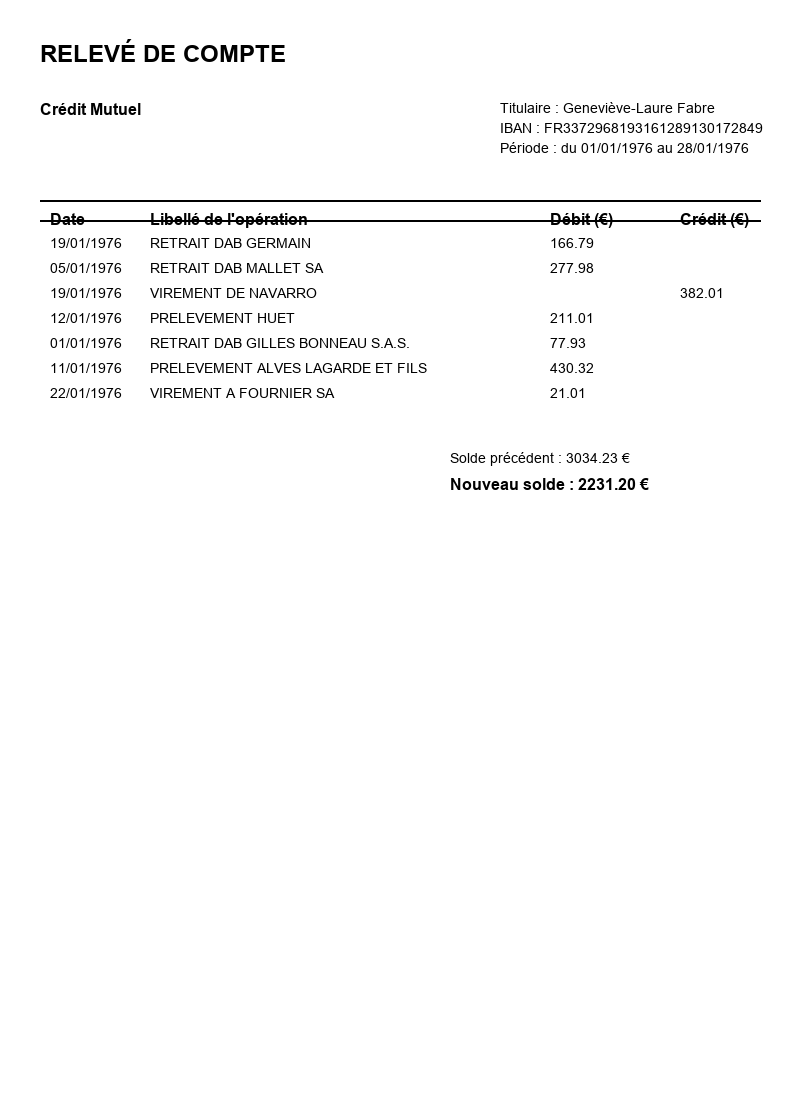 RELEVÉ DE COMPTE
Crédit Mutuel
Titulaire : Geneviève-Laure Fabre
IBAN : FR3372968193161289130172849
Période : du 01/01/1976 au 28/01/1976
Date Libellé de l'opération Débit (€) Crédit (€)
19/01/1976 RETRAIT DAB GERMAIN 166.79
05/01/1976 RETRAIT DAB MALLET SA 277.98
19/01/1976 VIREMENT DE NAVARRO 382.01
12/01/1976 PRELEVEMENT HUET 211.01
01/01/1976 RETRAIT DAB GILLES BONNEAU S.A.S. 77.93
11/01/1976 PRELEVEMENT ALVES LAGARDE ET FILS 430.32
22/01/1976 VIREMENT A FOURNIER SA 21.01
Solde précédent : 3034.23 €
Nouveau solde : 2231.20 €